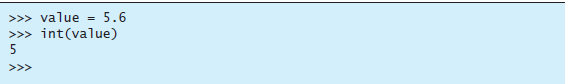 >>> value = 5.6
>>> int(value)
5
>>>